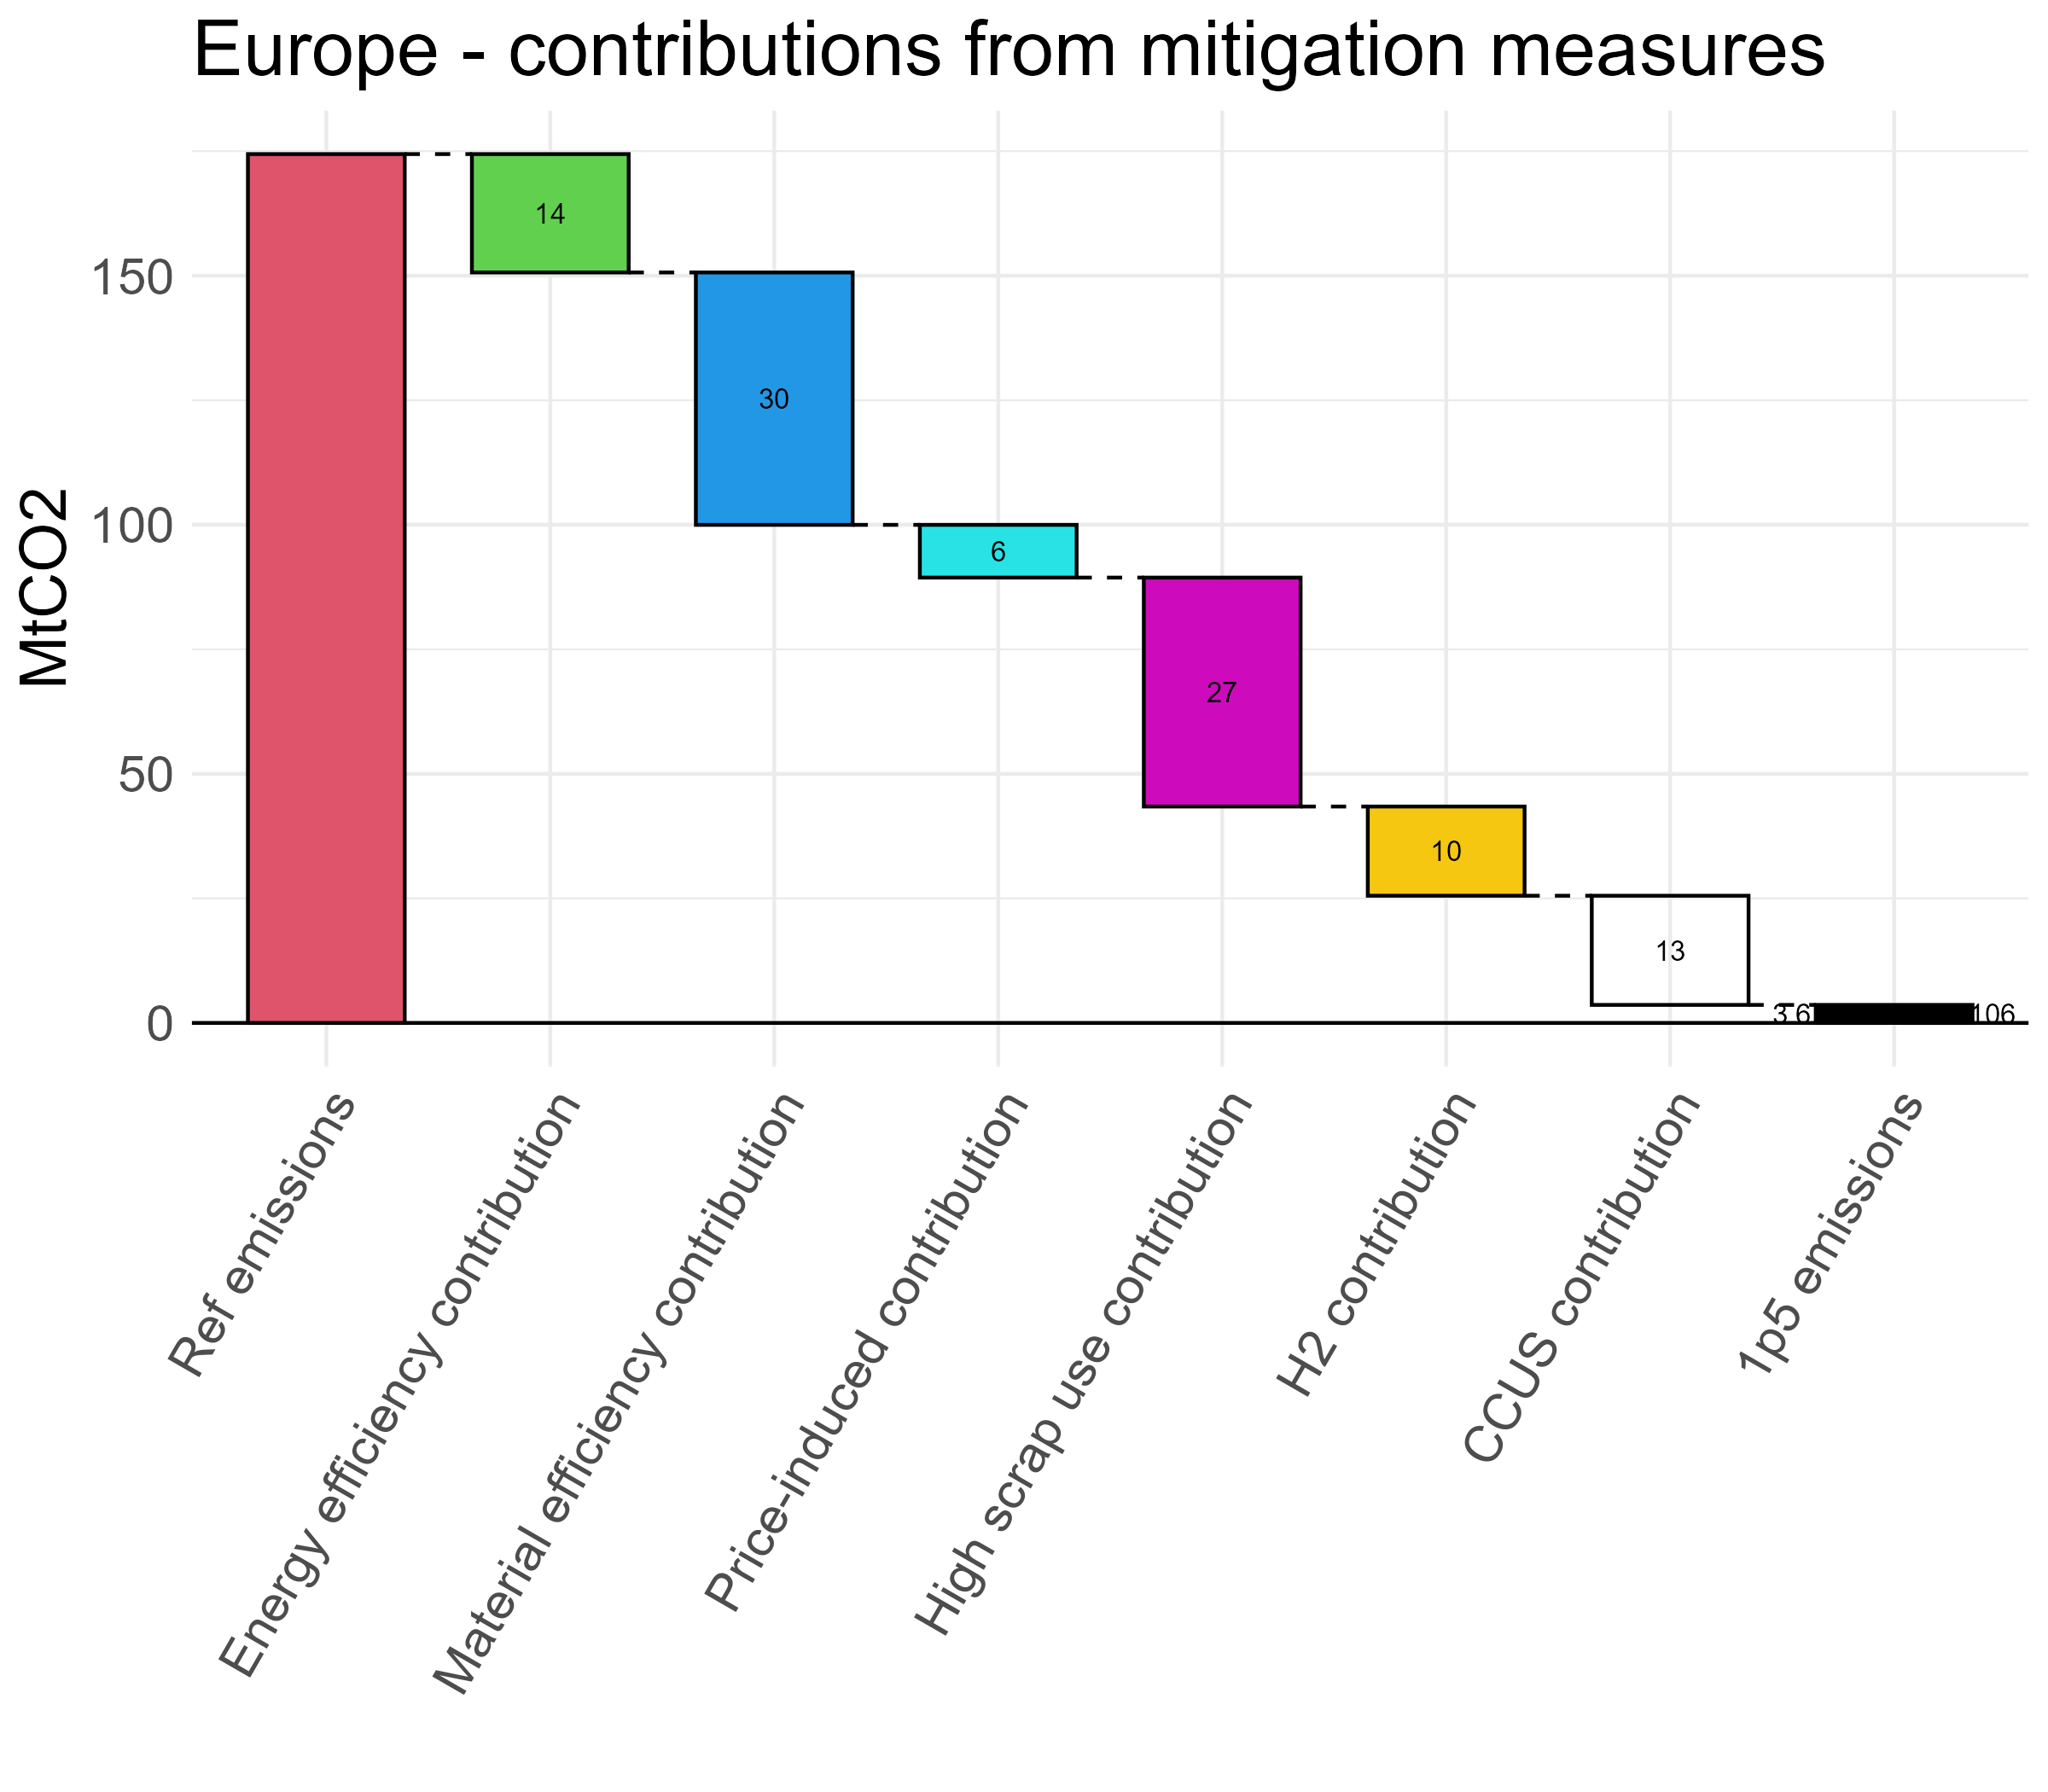 Europe - contributions from mitigation measures
MtCO2
150
100
50
0
14
30
6
27
10
13
Ref emissions
Energy efficiency contribution
Material efficiency contribution
Price-induced contribution
High scrap use contribution
H2 contribution
CCUS contribution
1p5 emissions